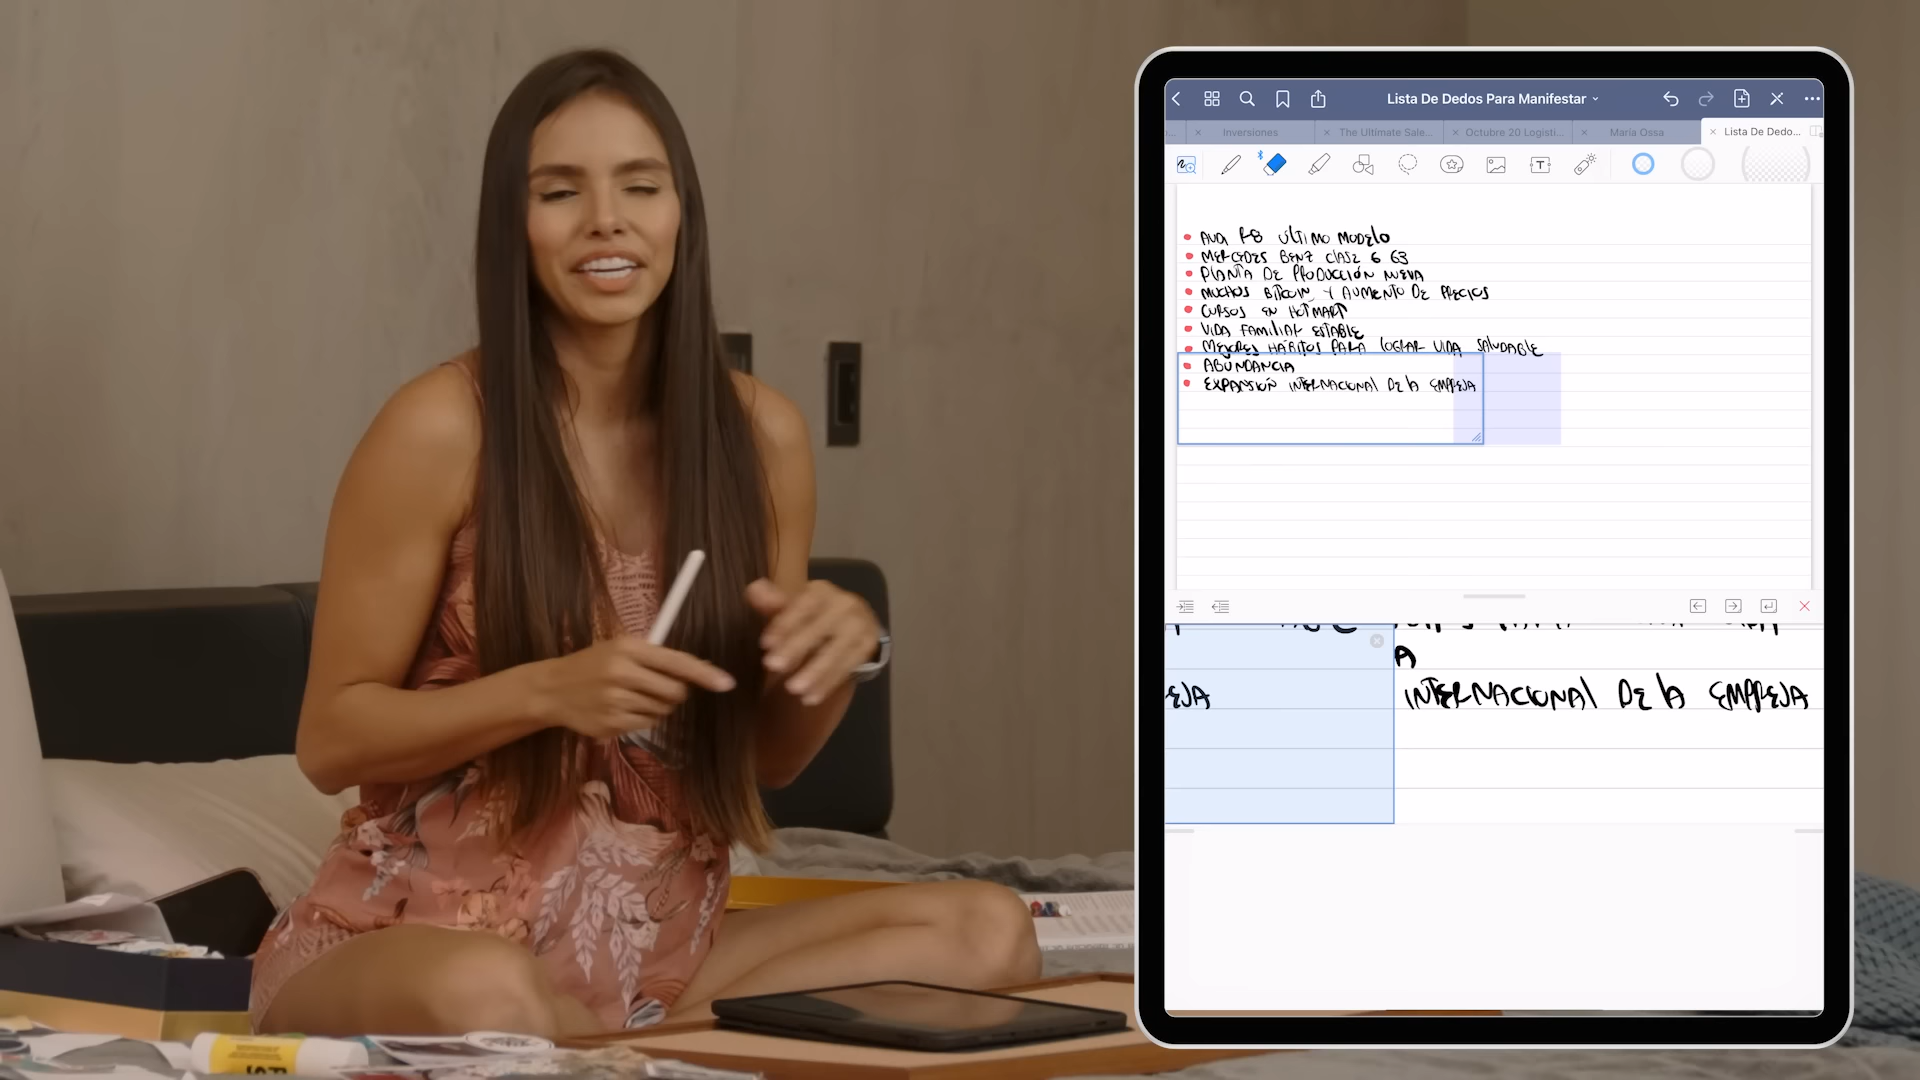 Lista De Dedos Para Manifestar
Inversiones
The Ultimate Sale...
Octubre 20 Logisti...
María Ossa
Lista De Dedo...
T
AUDI R8 ÚLTIMO MODELO
MERCEDES BENZ CLASE G 63
PLANTA DE PRODUCCIÓN NUEVA
MUCHOS BITCOIN Y AUMENTO DE PRECIOS
CURSOS EN HOTMART
VIDA FAMILIAR ESTABLE
MEJORES HÁBITOS PARA LOGRAR VIDA SALUDABLE
ABUNDANCIA
EXPANSIÓN INTERNACIONAL DE LA EMPRESA
A
ESA INTERNACIONAL DE LA EMPRESA